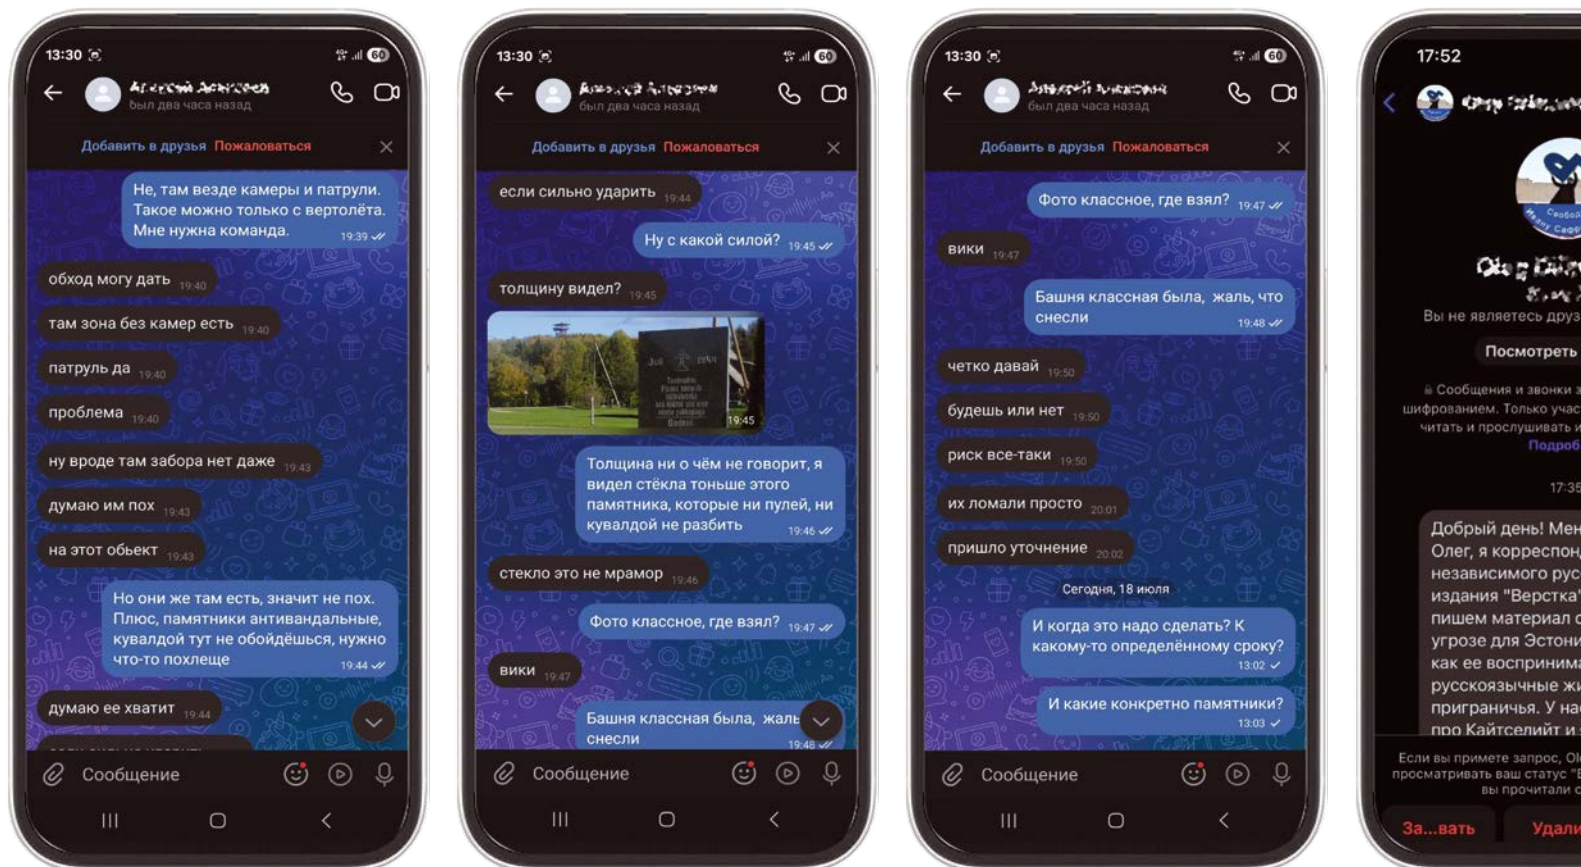 13:30
60
был два часа назад
Добавить в друзья Пожаловаться
Не, там везде камеры и патрули.
Такое можно только с вертолёта.
Мне нужна команда.
19:39
обход могу дать 19:40
там зона без камер есть 19:40
патруль да 19:40
проблема 19:40
ну вроде там забора нет даже 19:43
думаю им пох 19:43
на этот обьект 19:43
Но они же там есть, значит не пох.
Плюс, памятники антивандальные,
кувалдой тут не обойдёшься, нужно
что-то похлеще
19:44
думаю ее хватит 19:44
Сообщение
13:30
60
был два часа назад
Добавить в друзья Пожаловаться
если сильно ударить 19:44
Ну с какой силой? 19:45
толщину видел? 19:45
Juli
19:45
Толщина ни о чём не говорит, я
видел стёкла тоньше этого
памятника, которые ни пулей, ни
кувалдой не разбить
19:46
стекло это не мрамор 19:46
Фото классное, где взял? 19:47
вики 19:47
Башня классная была, жаль
снесли
19:48
Сообщение
13:30
60
был два часа назад
Добавить в друзья Пожаловаться
Фото классное, где взял? 19:47
вики 19:47
Башня классная была, жаль, что
снесли
19:48
четко давай 19:50
будешь или нет 19:50
риск все-таки 19:50
их ломали просто 20:01
пришло уточнение 20:02
Сегодня, 18 июля
И когда это надо сделать? К
какому-то определённому сроку?
13:02
И какие конкретно памятники?
13:03
Сообщение
17:52
Вы не являетесь друз
Посмотреть
Сообщения и звонки з
шифрованием. Только учас
читать и прослушивать и
Подроб
17:35
Добрый день! Мен
Олег, я корреспонд
независимого рус
издания "Верстка"
пишем материал о
угрозе для Эстони
как ее воспринима
русскоязычные жи
приграничья. У нас
про Кайтселийт и
Если вы примете запрос, Ol
просматривать ваш статус "В
вы прочитали с
За...вать
Удали